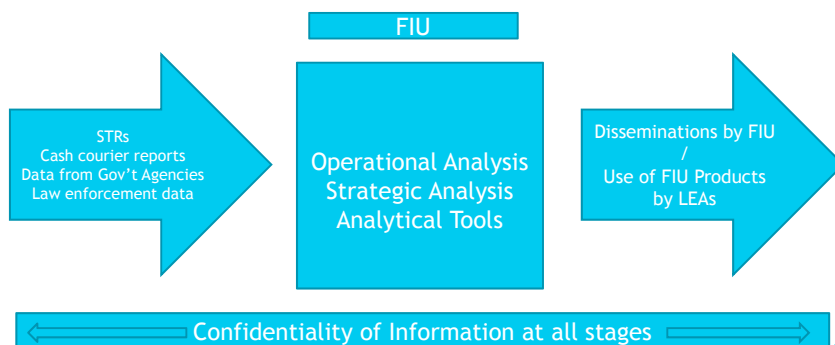 FIU
STRs
Cash courier reports
Data from Gov't Agencies
Law enforcement data
Operational Analysis
Strategic Analysis
Analytical Tools
Disseminations by FIU
/
Use of FIU Products
by LEAs
Confidentiality of Information at all stages